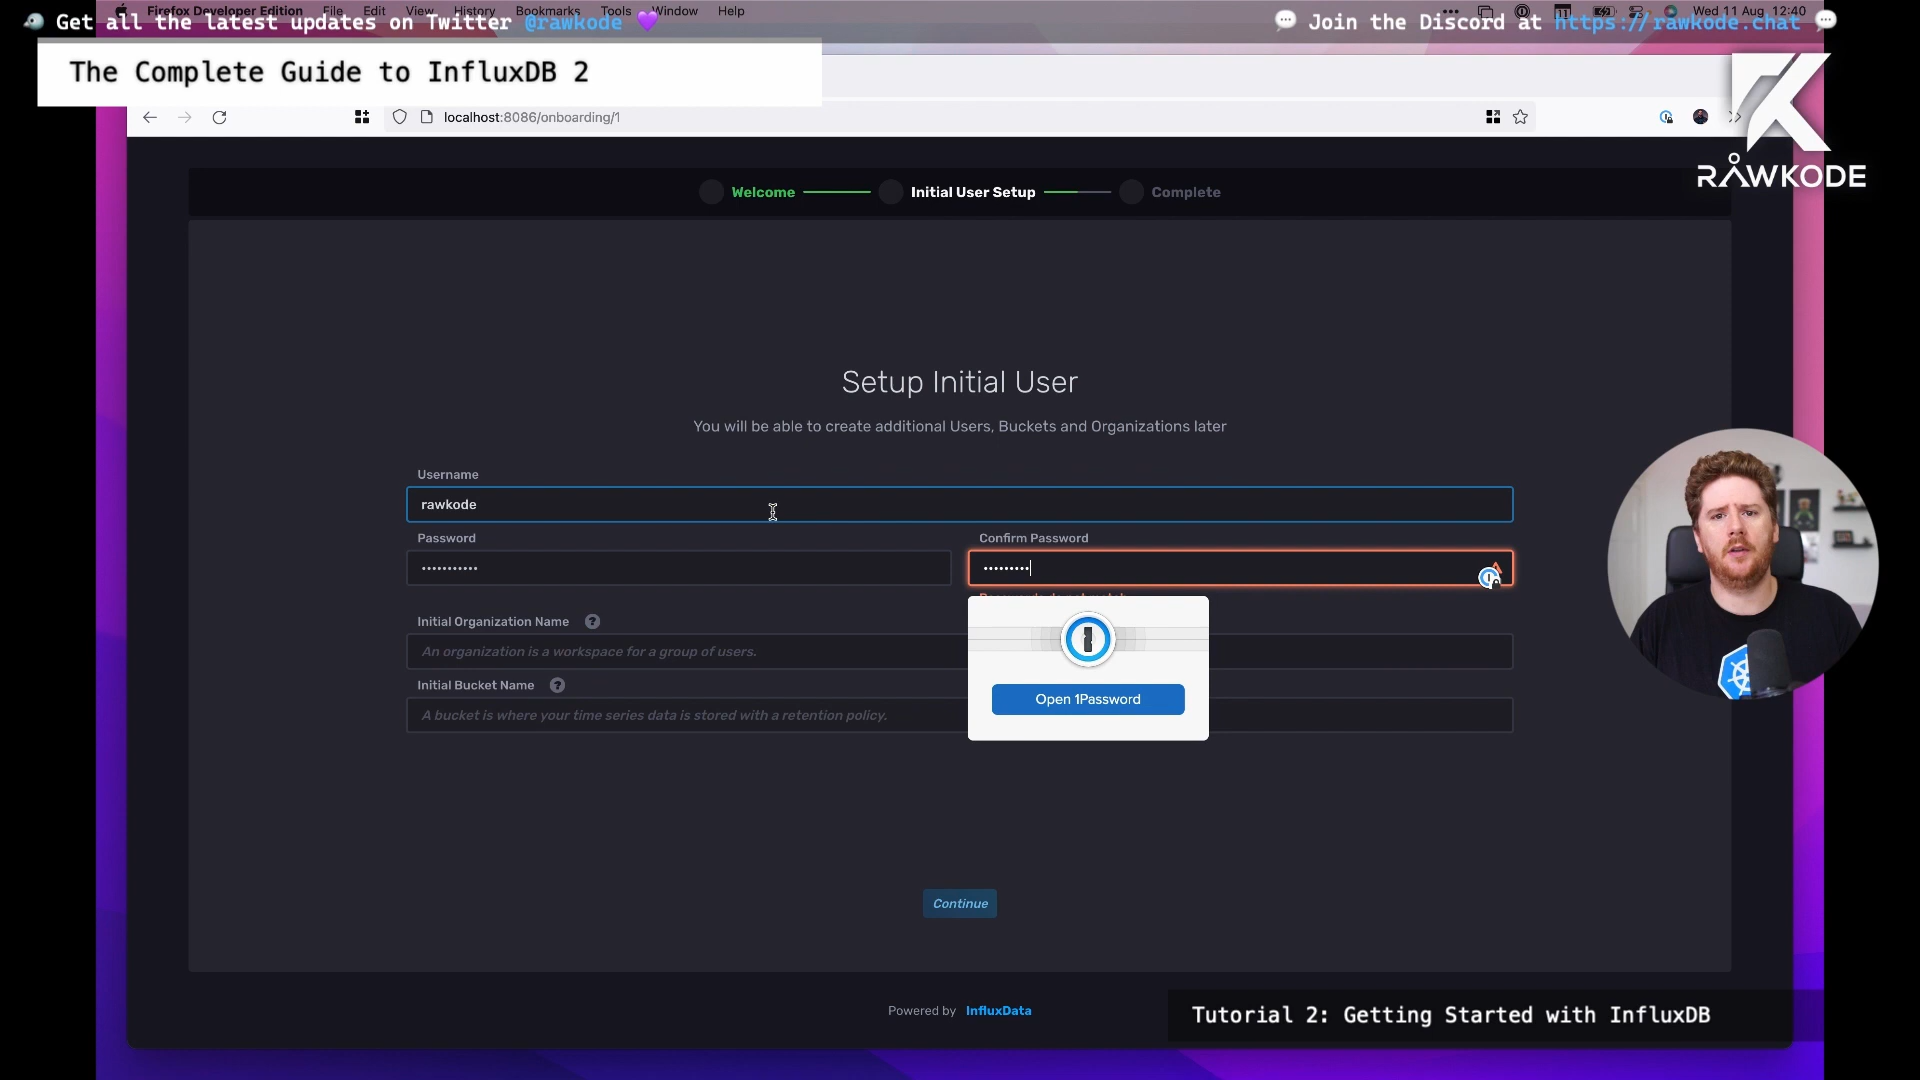 Firefox Developer Edition File Edit View History Bookmarks Tools Window Help
Wed 11 Aug 12:40
Get all the latest updates on Twitter @rawkode
Join the Discord at https://rawkode.chat
The Complete Guide to InfluxDB 2
RAWKODE
localhost:8086/onboarding/1
Welcome
Initial User Setup
Complete
Setup Initial User
You will be able to create additional Users, Buckets and Organizations later
Username
rawkode
Password
Confirm Password
•••••••••••
•••••••••
Initial Organization Name ?
An organization is a workspace for a group of users.
Initial Bucket Name ?
A bucket is where your time series data is stored with a retention policy.
Open 1Password
Continue
Powered by InfluxData
Tutorial 2: Getting Started with InfluxDB